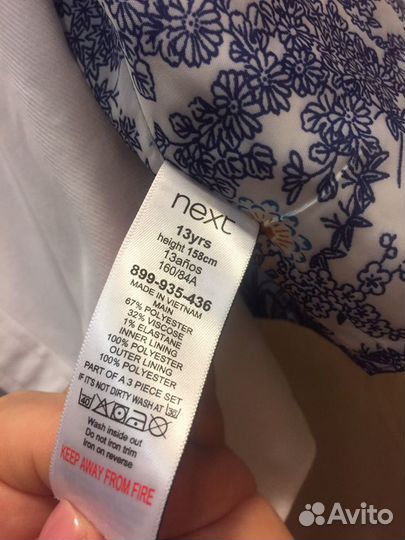 next
13yrs
height 158cm
13años
160/84A
899-935-436
MADE IN VIETNAM
MAIN
67% POLYESTER
32% VISCOSE
1% ELASTANE
INNER LINING
100% POLYESTER
OUTER LINING
100% POLYESTER
PART OF A 3 PIECE SET
IF IT'S NOT DIRTY WASH AT 30
40
Wash inside out
Do not iron trim
Iron on reverse
KEEP AWAY FROM FIRE
Avito